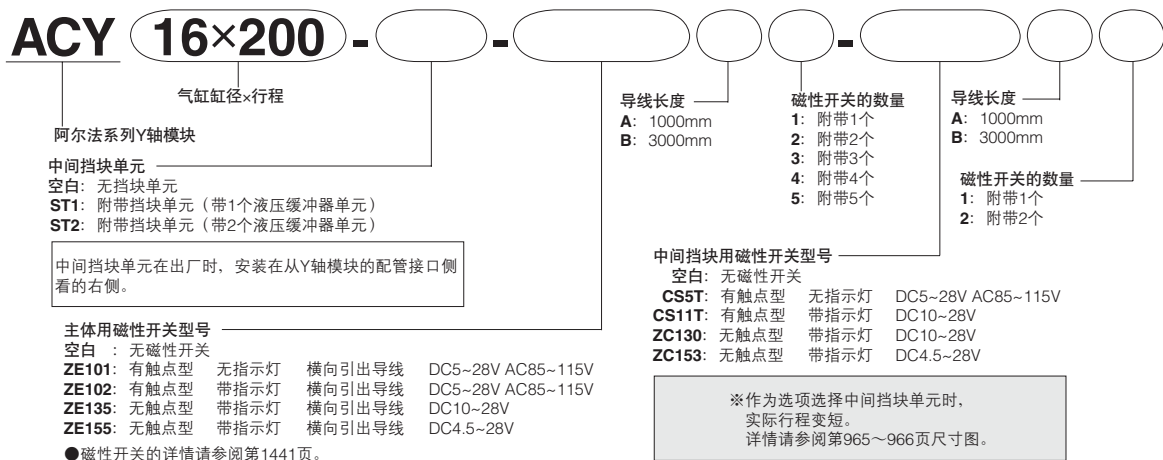 ACY 16×200 - - -
气缸缸径×行程
阿尔法系列Y轴模块
中间挡块单元
空白：无挡块单元
ST1：附带挡块单元（带1个液压缓冲器单元）
ST2：附带挡块单元（带2个液压缓冲器单元）
中间挡块单元在出厂时，安装在从Y轴模块的配管接口侧
看的右侧。
主体用磁性开关型号
空白 ：无磁性开关
ZE101：有触点型 无指示灯 横向引出导线 DC5~28V AC85~115V
ZE102：有触点型 带指示灯 横向引出导线 DC5~28V AC85~115V
ZE135：无触点型 带指示灯 横向引出导线 DC10~28V
ZE155：无触点型 带指示灯 横向引出导线 DC4.5~28V
●磁性开关的详情请参阅第1441页。
导线长度
A：1000mm
B：3000mm
磁性开关的数量
1：附带1个
2：附带2个
3：附带3个
4：附带4个
5：附带5个
导线长度
A：1000mm
B：3000mm
磁性开关的数量
1：附带1个
2：附带2个
中间挡块用磁性开关型号
空白：无磁性开关
CS5T：有触点型 无指示灯 DC5~28V AC85~115V
CS11T：有触点型 带指示灯 DC10~28V
ZC130：无触点型 带指示灯 DC10~28V
ZC153：无触点型 带指示灯 DC4.5~28V
※作为选项选择中间挡块单元时，
实际行程变短。
详情请参阅第965～966页尺寸图。